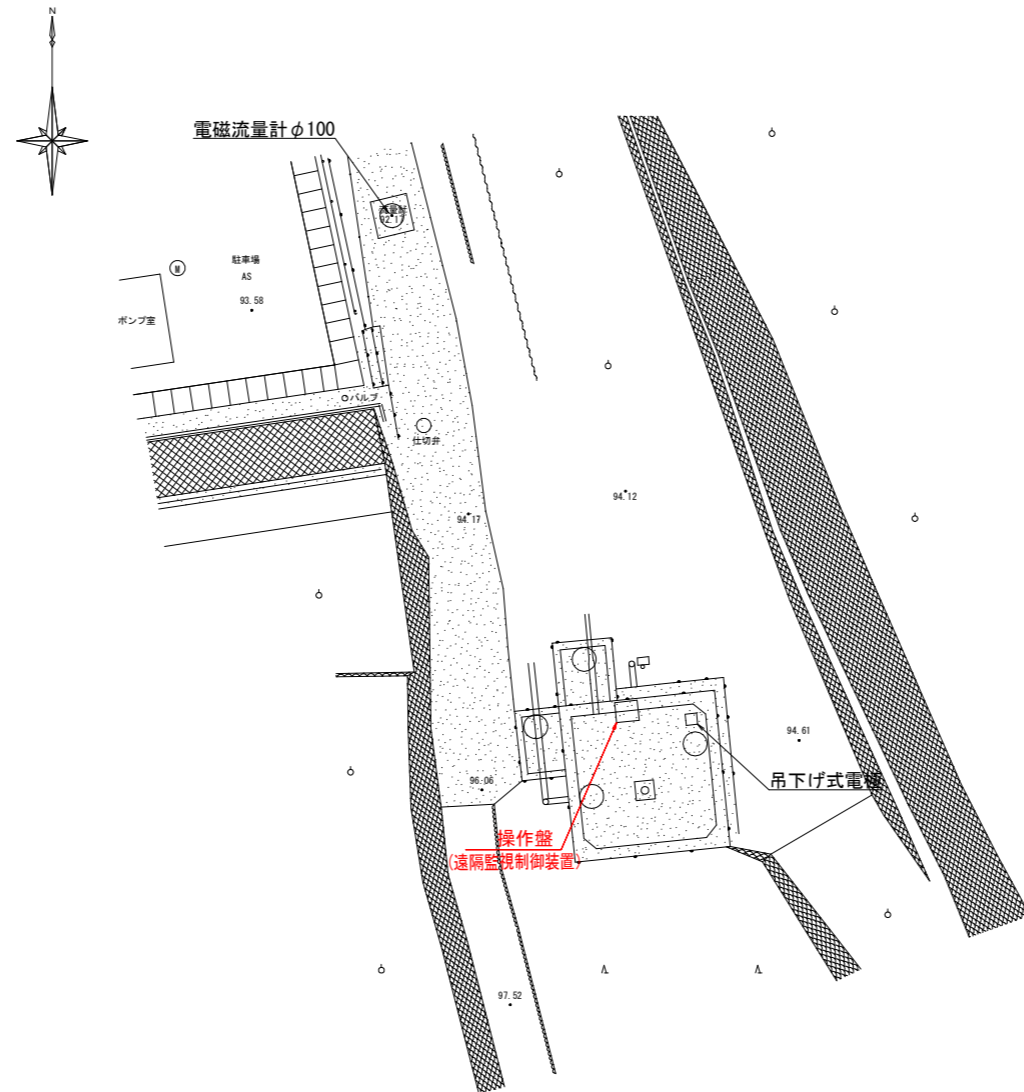 N
電磁流量計φ100
駐車場
AS
93.58
M
ポンプ室
バルブ
仕切弁
94.12
94.17
94.61
96.06
吊下げ式電極
操作盤
(遠隔監視制御装置)
97.52